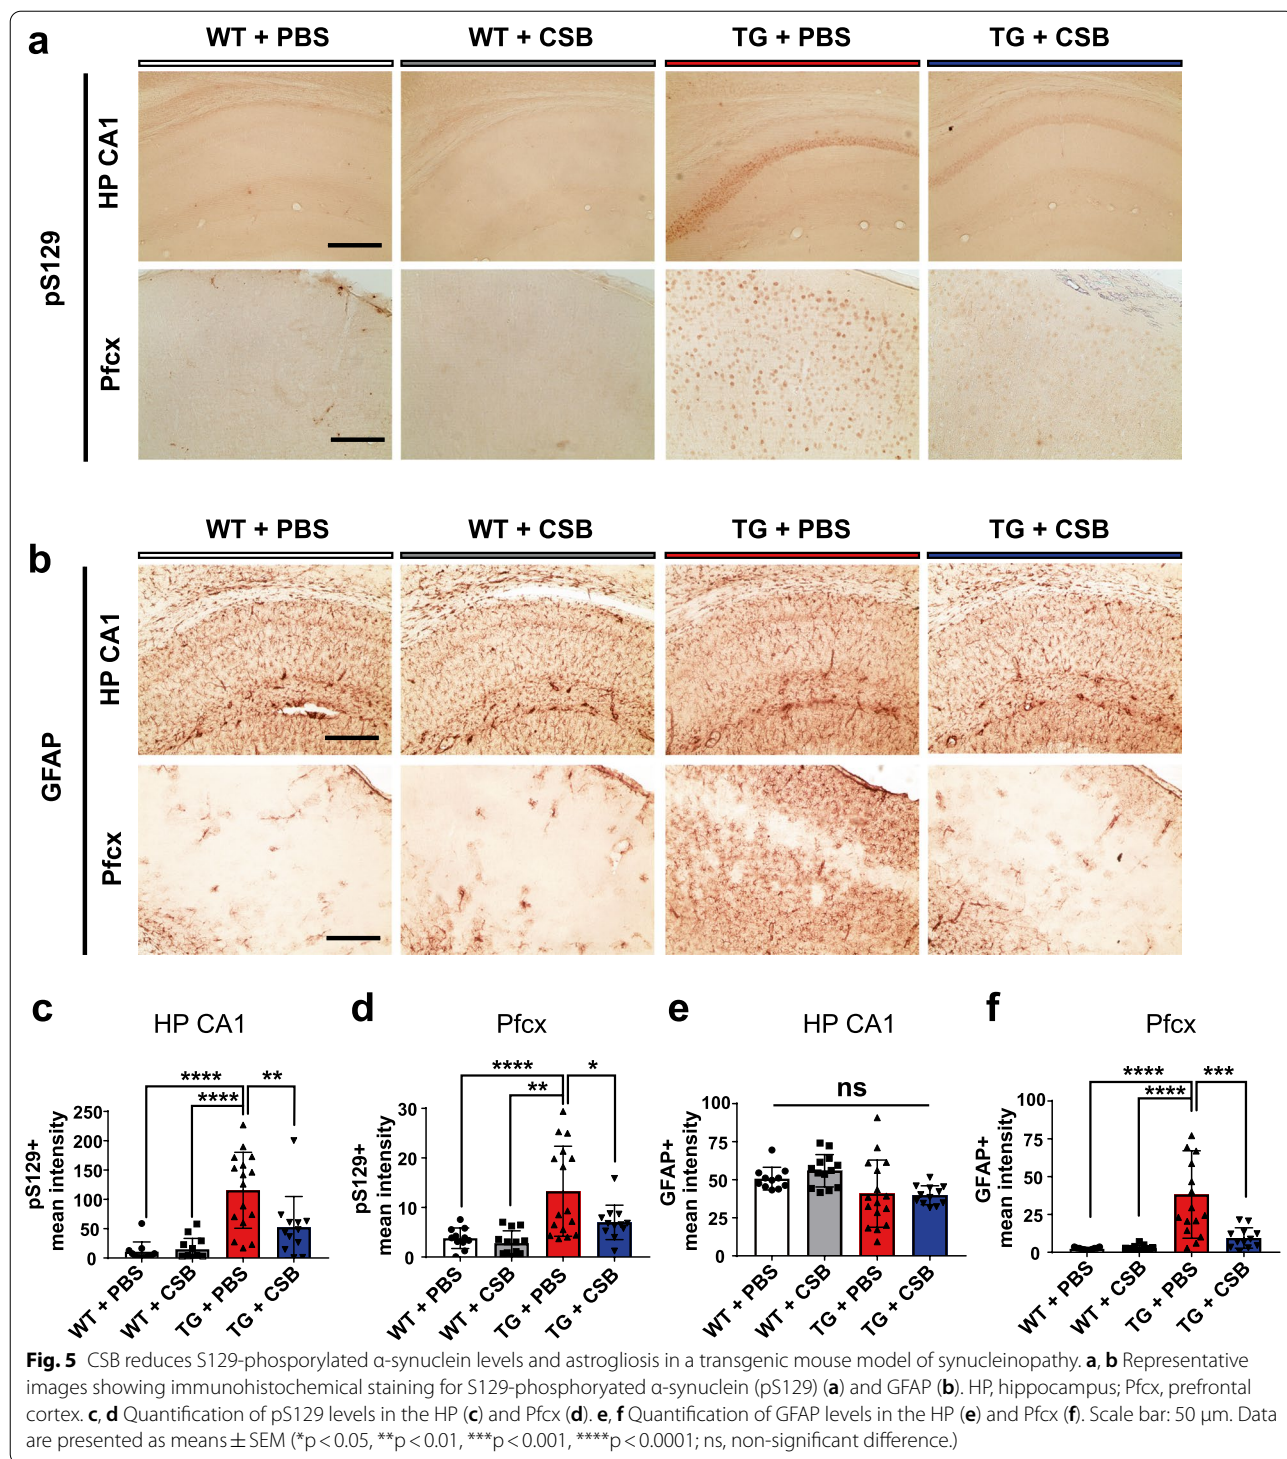 a
WT + PBS
WT + CSB
TG + PBS
TG + CSB
pS129
HP CA1
Pfcx
b
WT + PBS
WT + CSB
TG + PBS
TG + CSB
GFAP
HP CA1
Pfcx
c
HP CA1
pS129+
mean intensity
250
200
150
100
50
0
****
****
**
WT + PBS
WT + CSB
TG + PBS
TG + CSB
d
Pfcx
pS129+
mean intensity
30
20
10
0
****
**
*
WT + PBS
WT + CSB
TG + PBS
TG + CSB
e
HP CA1
GFAP+
mean intensity
100
75
50
25
0
ns
WT + PBS
WT + CSB
TG + PBS
TG + CSB
f
Pfcx
GFAP+
mean intensity
100
75
50
25
0
****
****
***
WT + PBS
WT + CSB
TG + PBS
TG + CSB
Fig. 5 CSB reduces S129-phosporylated α-synuclein levels and astrogliosis in a transgenic mouse model of synucleinopathy. a, b Representative
images showing immunohistochemical staining for S129-phosphoryated α-synuclein (pS129) (a) and GFAP (b). HP, hippocampus; Pfcx, prefrontal
cortex. c, d Quantification of pS129 levels in the HP (c) and Pfcx (d). e, f Quantification of GFAP levels in the HP (e) and Pfcx (f). Scale bar: 50 μm. Data
are presented as means ± SEM (*p < 0.05, **p < 0.01, ***p < 0.001, ****p < 0.0001; ns, non-significant difference.)